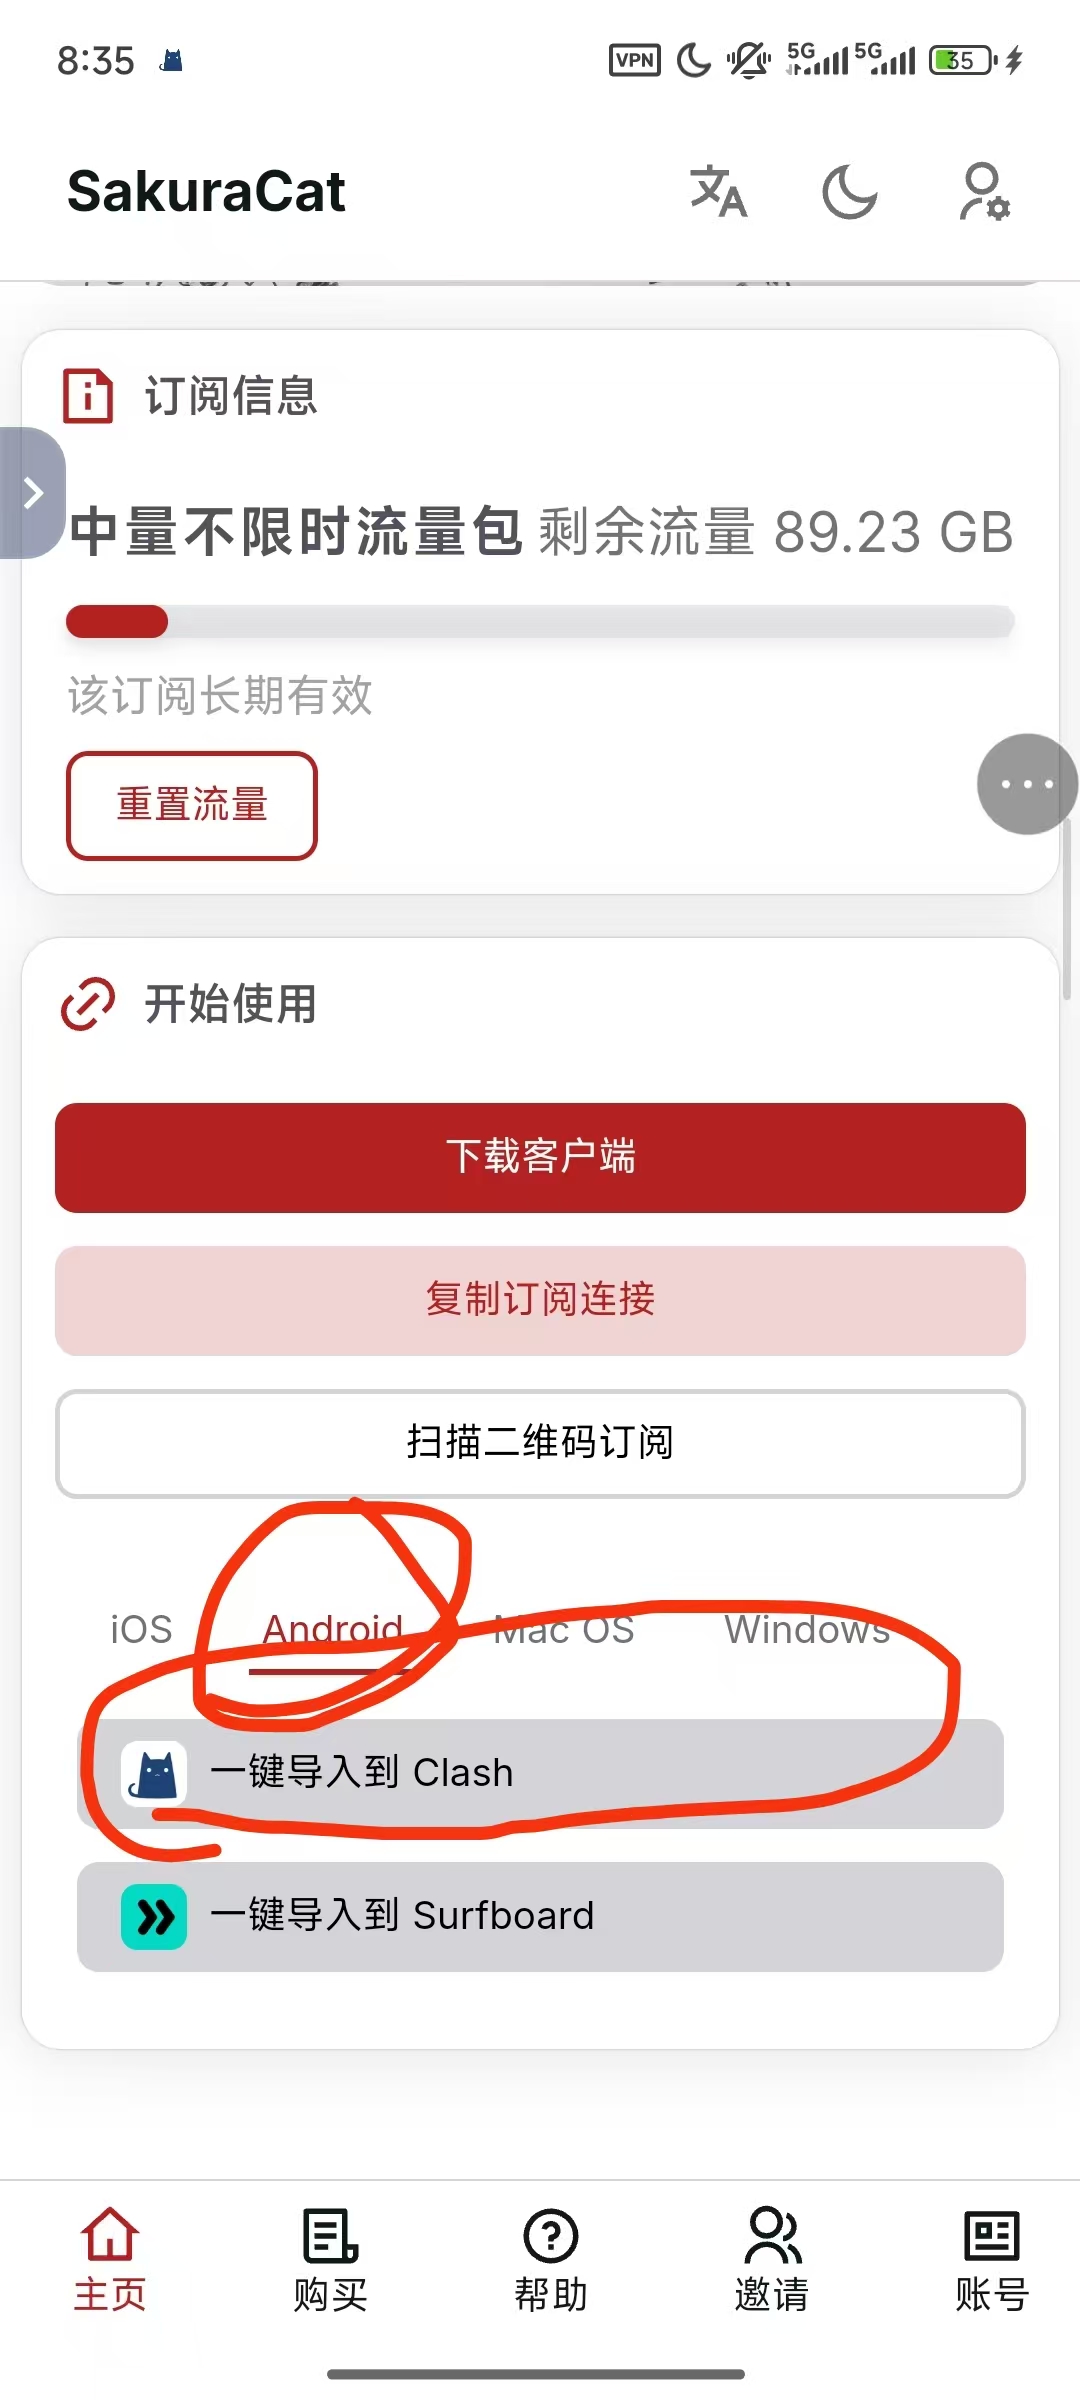 8:35
VPN 5G 5G 35
SakuraCat
订阅信息
中量不限时流量包 剩余流量 89.23 GB
该订阅长期有效
重置流量
开始使用
下载客户端
复制订阅连接
扫描二维码订阅
iOS Android Mac OS Windows
一键导入到 Clash
一键导入到 Surfboard
主页 购买 帮助 邀请 账号